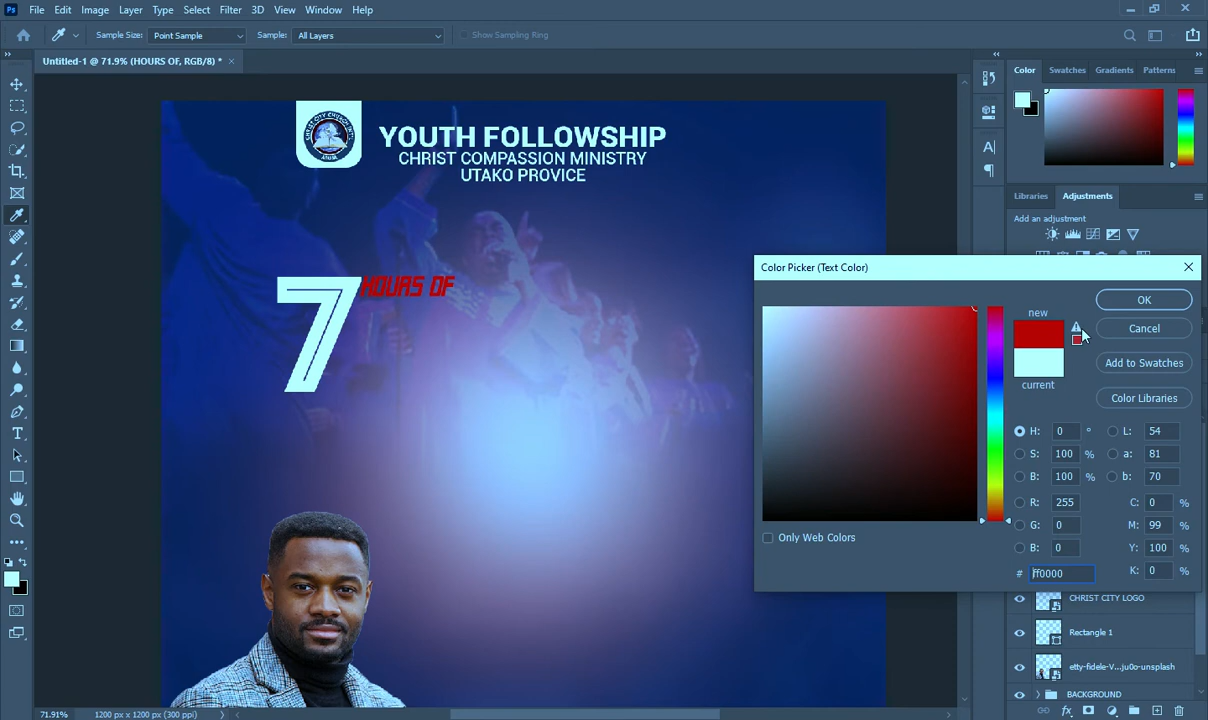 Ps File Edit Image Layer Type Select Filter 3D View Window Help
Sample Size: Point Sample Sample: All Layers Show Sampling Ring
Untitled-1 @ 71.9% (HOURS OF, RGB/8) * ×
Color Swatches Gradients Patterns
YOUTH FOLLOWSHIP
CHRIST COMPASSION MINISTRY
UTAKO PROVICE
Libraries Adjustments
Add an adjustment
7 HOURS OF
Color Picker (Text Color)
OK
new
Cancel
Add to Swatches
current
Color Libraries
H: 0 ° L: 54
S: 100 % a: 81
B: 100 % b: 70
R: 255 C: 0 %
G: 0 M: 99 %
B: 0 Y: 100 %
# ff0000 K: 0 %
Only Web Colors
CHRIST CITY LOGO
Rectangle 1
etty-fidele-V...ju0o-unsplash
BACKGROUND
71.91% 1200 px x 1200 px (300 ppi)